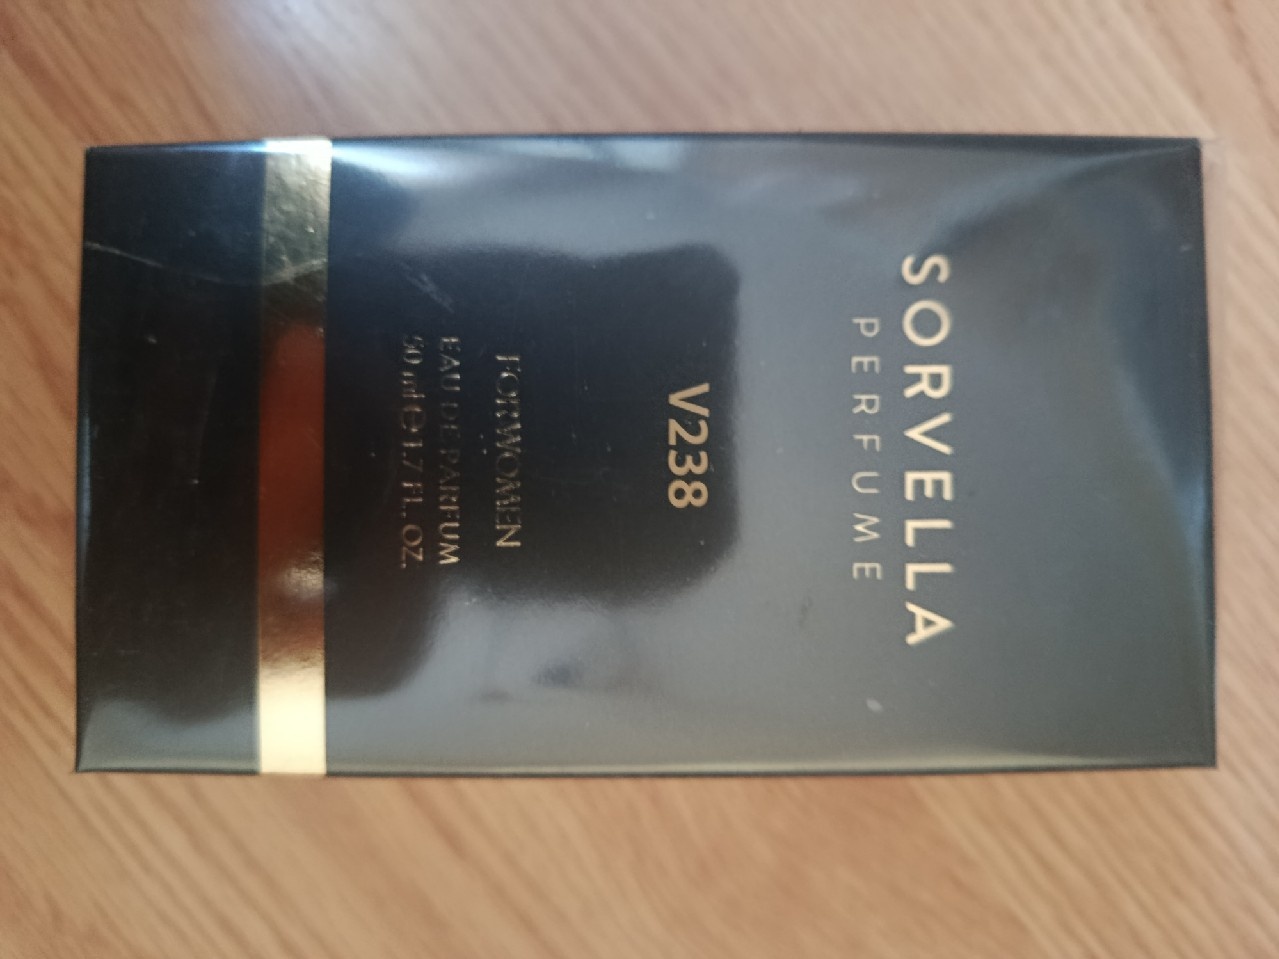 SORVELLA
PERFUME
V238
FOR WOMEN
EAU DE PARFUM
50 ml ℮ 1.7 FL. OZ.